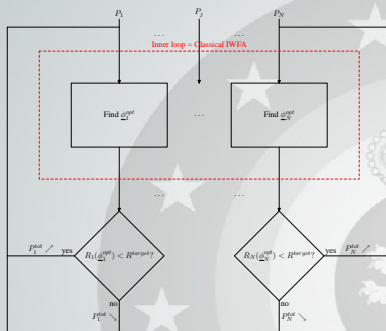 P_1 P_j P_N
... ...
Inner loop = Classical IWFA
Find ϕ_1^{opt} ... Find ϕ_N^{opt}
... ...
P_1^{tot} ↗ yes R_1(ϕ_1^{opt}) < R^{target}? R_N(ϕ_N^{opt}) < R^{target}? yes P_N^{tot} ↗
no no
P_1^{tot} ↘ P_N^{tot} ↘